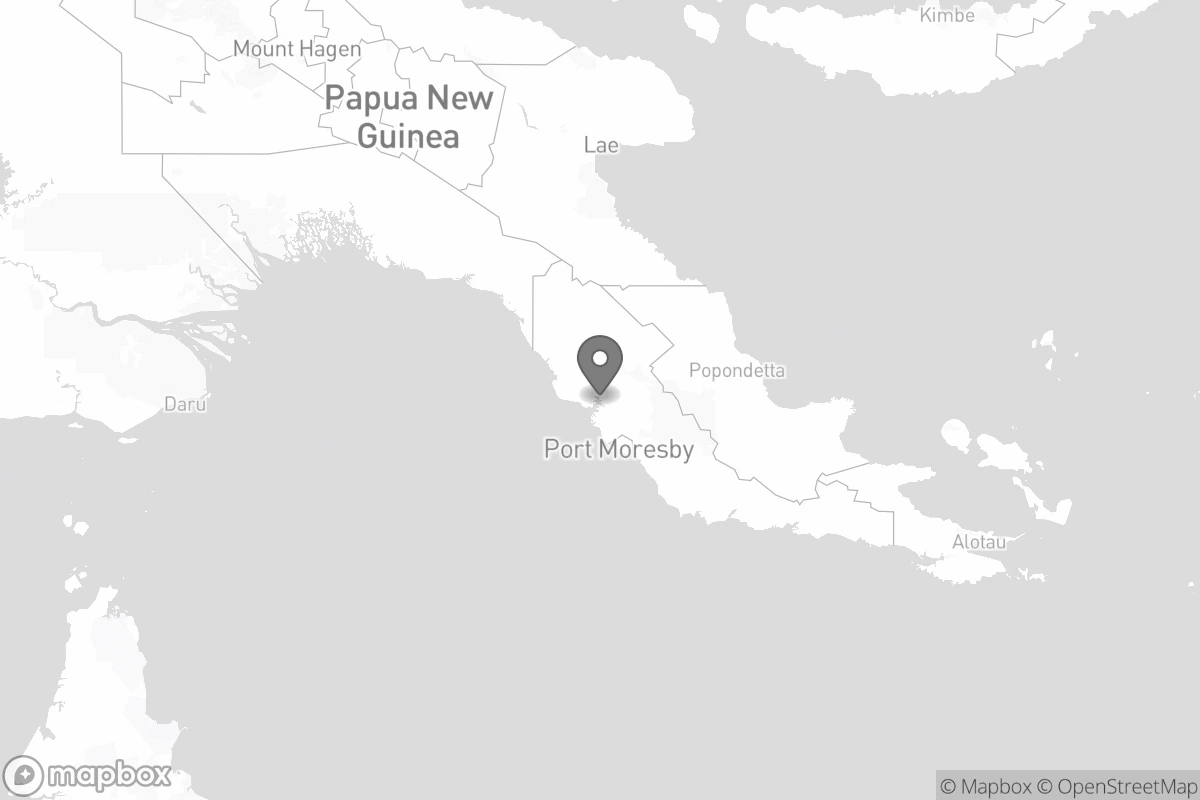 Kimbe
Mount Hagen
Papua New
Guinea
Lae
Popondetta
Daru
Port Moresby
Alotau
mapbox
© Mapbox © OpenStreetMap